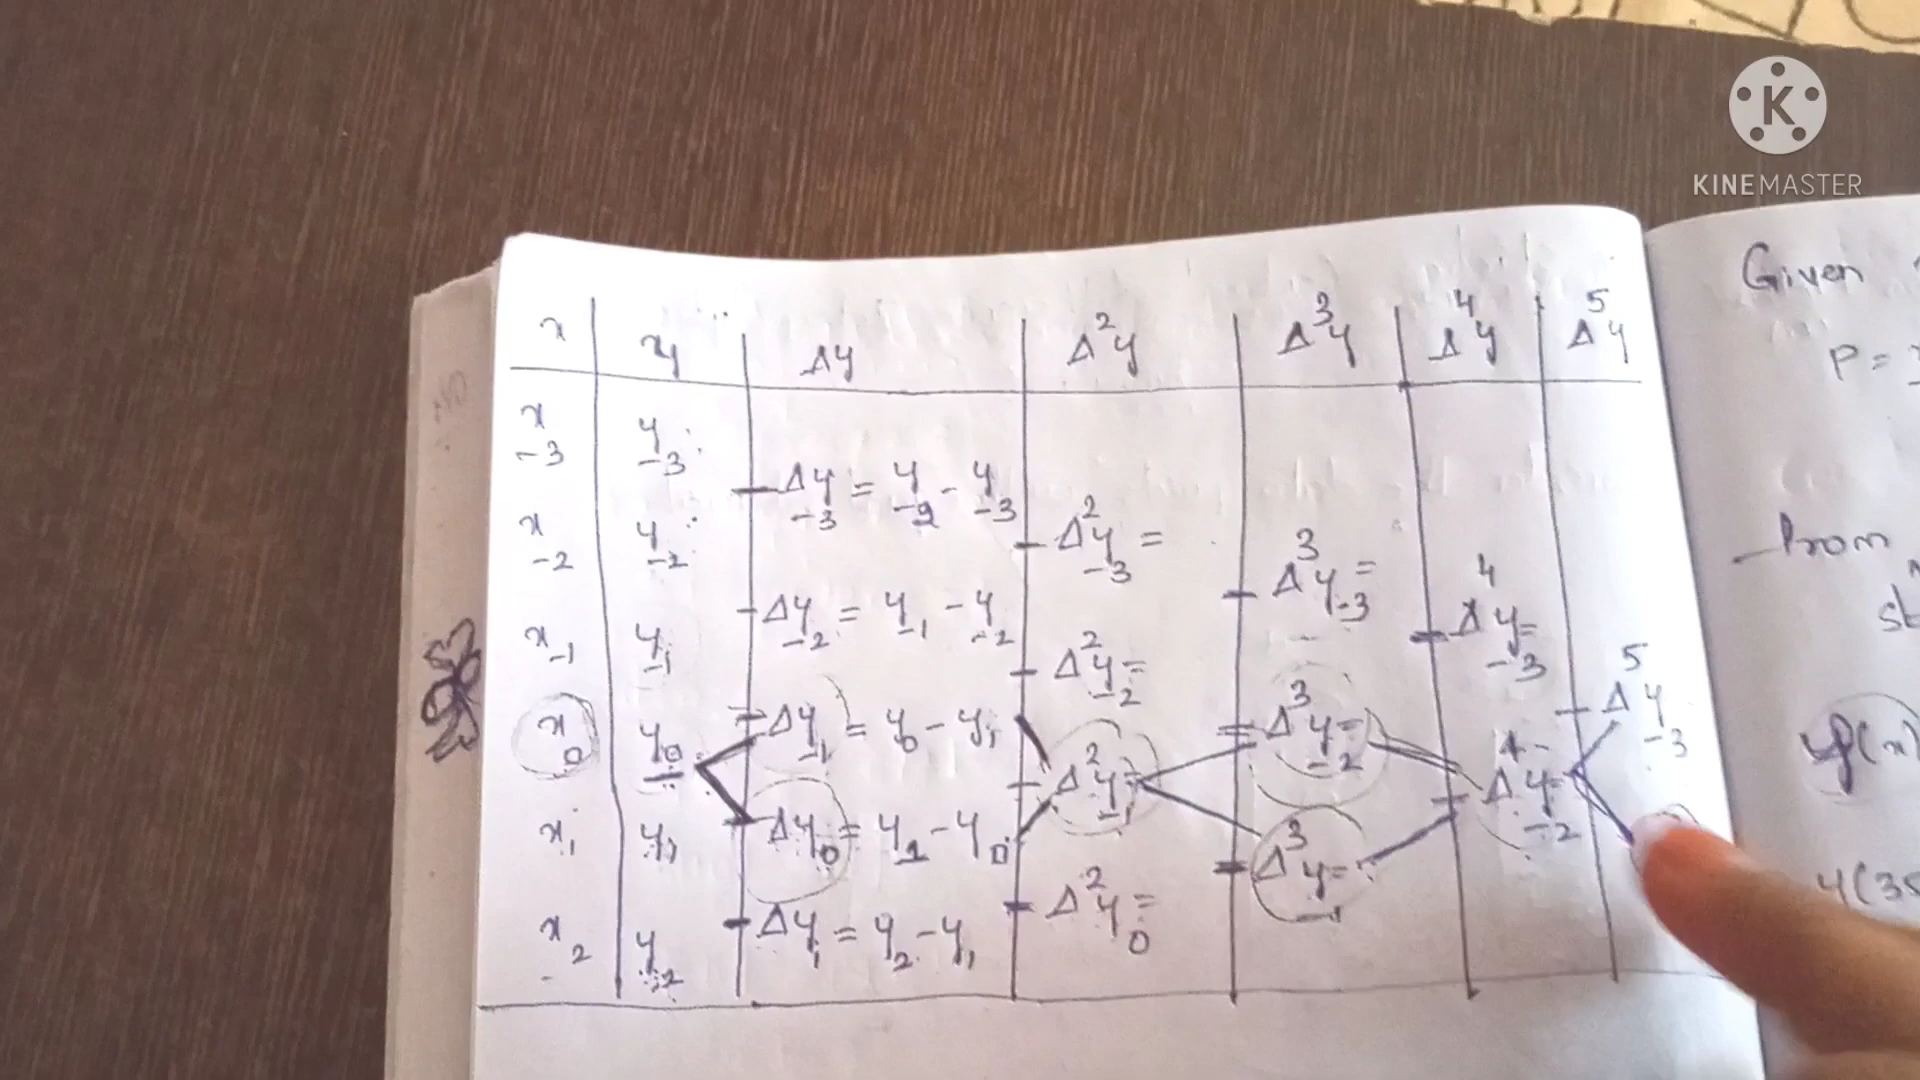 KINEMASTER
Given
P =
x y Δy Δ²y Δ³y Δ⁴y Δ⁵y
x₋₃ y₋₃
Δy₋₃ = y₋₂ - y₋₃
x₋₂ y₋₂ Δ²y₋₃ =
Δy₋₂ = y₋₁ - y₋₂ Δ³y₋₃ =
x₋₁ y₋₁ Δ²y₋₂ = Δ⁴y₋₃ =
Δy₋₁ = y₀ - y₋₁ Δ³y₋₂ = Δ⁵y₋₃
x₀ y₀ Δ²y₋₁ = Δ⁴y₋₂ =
Δy₀ = y₁ - y₀ Δ³y₋₁ =
x₁ y₁ Δ²y₀ =
Δy₁ = y₂ - y₁
x₂ y₂
from
y(x)
y(35